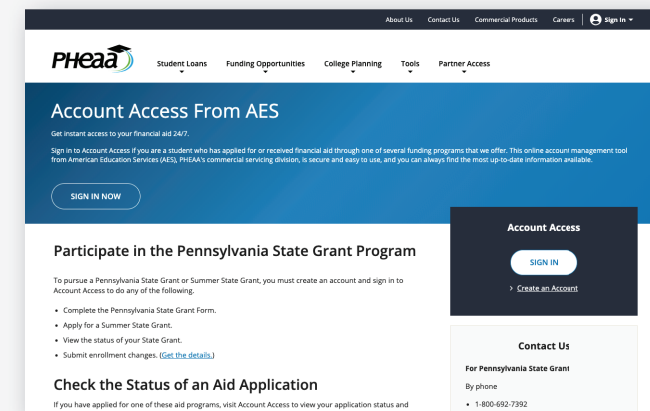 About Us Contact Us Commercial Products Careers Sign In
PHEAA
Student Loans Funding Opportunities College Planning Tools Partner Access
Account Access From AES
Get instant access to your financial aid 24/7.
Sign in to Account Access if you are a student who has applied for or received financial aid through one of several funding programs that we offer. This online account management tool
from American Education Services (AES), PHEAA's commercial servicing division, is secure and easy to use, and you can always find the most up-to-date information available.
SIGN IN NOW
Participate in the Pennsylvania State Grant Program
To pursue a Pennsylvania State Grant or Summer State Grant, you must create an account and sign in to
Account Access to do any of the following.
• Complete the Pennsylvania State Grant Form.
• Apply for a Summer State Grant.
• View the status of your State Grant.
• Submit enrollment changes. (Get the details.)
Check the Status of an Aid Application
If you have applied for one of these aid programs, visit Account Access to view your application status and
Account Access
SIGN IN
> Create an Account
Contact Us
For Pennsylvania State Grant
By phone
• 1-800-692-7392